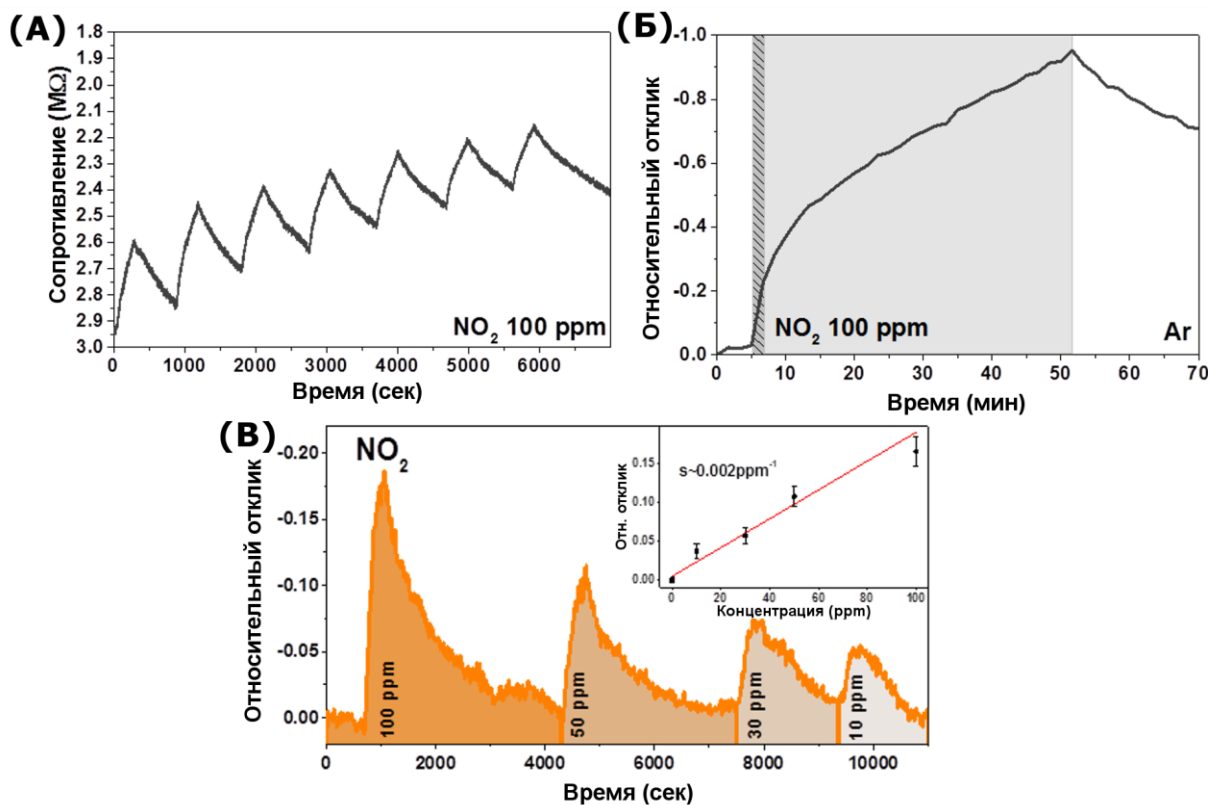 (А)
Сопротивление (MΩ)
1.8
1.9
2.0
2.1
2.2
2.3
2.4
2.5
2.6
2.7
2.8
2.9
3.0
NO₂ 100 ppm
0 1000 2000 3000 4000 5000 6000
Время (сек)
(Б)
Относительный отклик
-1.0
-0.8
-0.6
-0.4
-0.2
0.0
NO₂ 100 ppm
Ar
0 10 20 30 40 50 60 70
Время (мин)
(В)
Относительный отклик
-0.20
-0.15
-0.10
-0.05
0.00
NO₂
100 ppm
50 ppm
30 ppm
10 ppm
0 2000 4000 6000 8000 10000
Время (сек)
Отн. отклик
0.15
0.10
0.05
0.00
s~0.002ppm⁻¹
0 20 40 60 80 100
Концентрация (ppm)